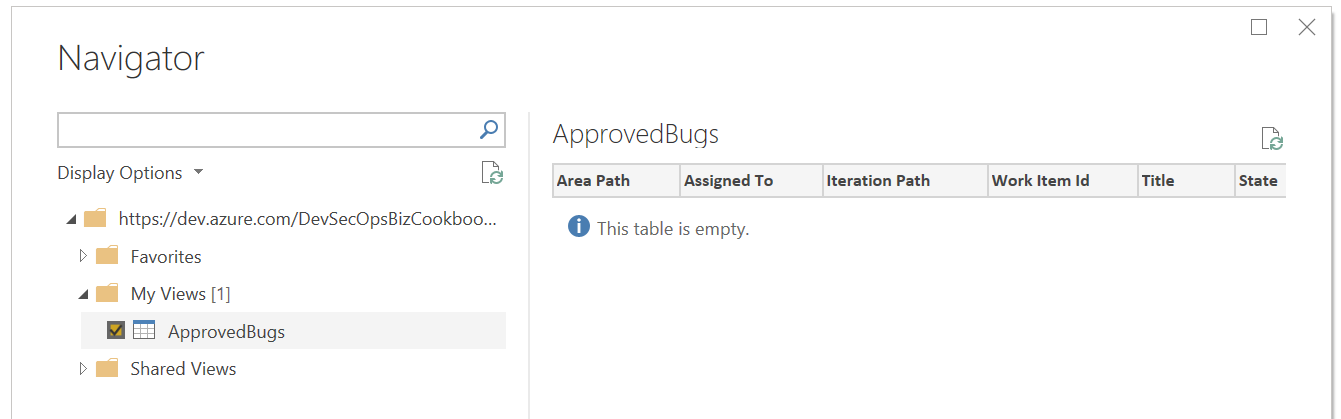 Navigator
Display Options
https://dev.azure.com/DevSecOpsBizCookboo...
Favorites
My Views [1]
ApprovedBugs
Shared Views
ApprovedBugs
Area Path Assigned To Iteration Path Work Item Id Title State
This table is empty.